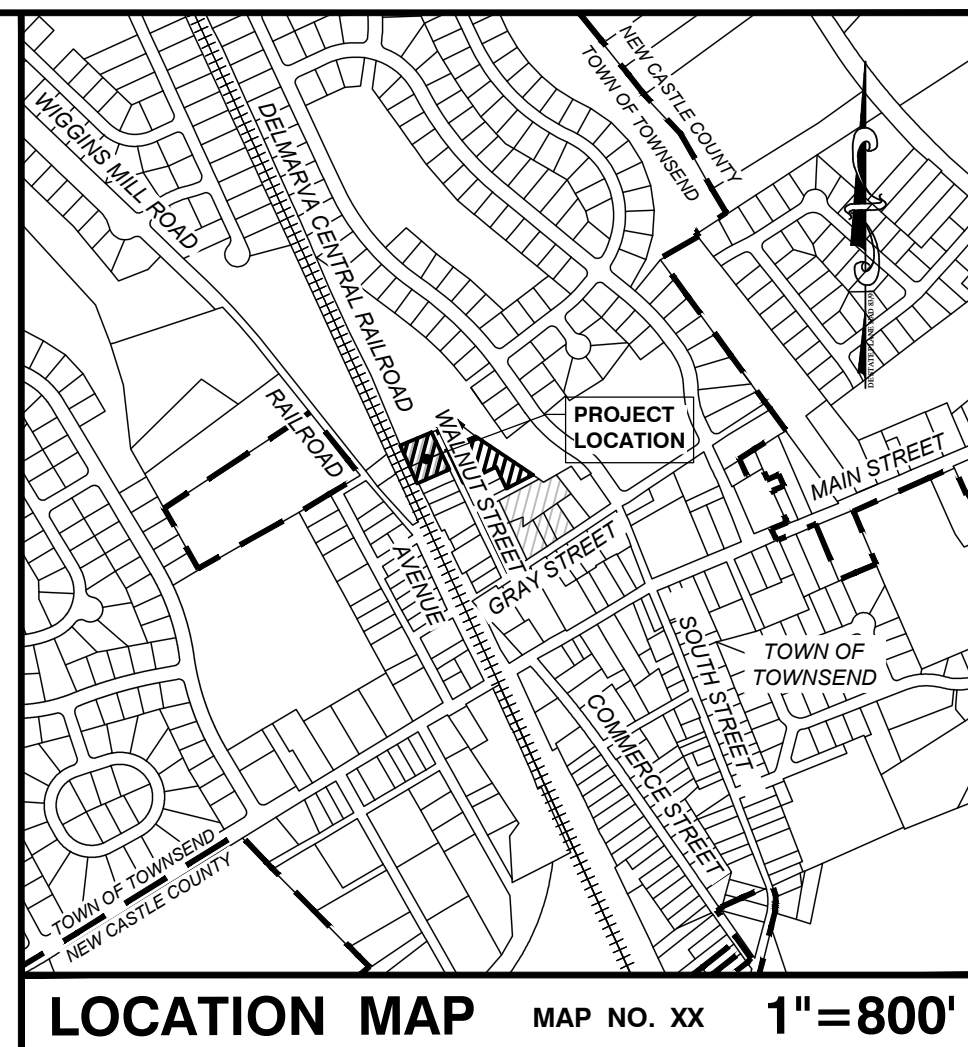 NEW CASTLE COUNTY
TOWN OF TOWNSEND
WIGGINS MILL ROAD
DELMARVA CENTRAL RAILROAD
RAILROAD
AVENUE
WALNUT STREET
PROJECT
LOCATION
GRAY STREET
MAIN STREET
SOUTH STREET
TOWN OF
TOWNSEND
COMMERCE STREET
TOWN OF TOWNSEND
NEW CASTLE COUNTY
LOCATION MAP MAP NO. XX 1"=800'